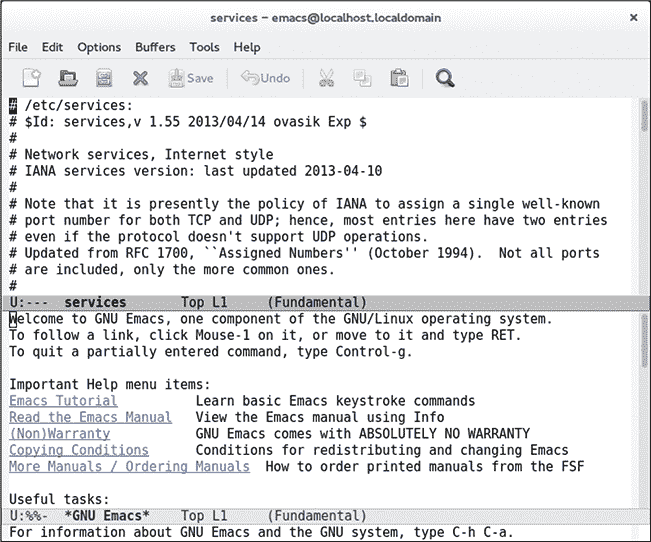 services – emacs@localhost.localdomain ×
File Edit Options Buffers Tools Help
Save Undo
# /etc/services:
# $Id: services,v 1.55 2013/04/14 ovasik Exp $
#
# Network services, Internet style
# IANA services version: last updated 2013-04-10
#
# Note that it is presently the policy of IANA to assign a single well-known
# port number for both TCP and UDP; hence, most entries here have two entries
# even if the protocol doesn't support UDP operations.
# Updated from RFC 1700, ``Assigned Numbers'' (October 1994).  Not all ports
# are included, only the more common ones.
#
U:---  services       Top L1     (Fundamental)
Welcome to GNU Emacs, one component of the GNU/Linux operating system.
To follow a link, click Mouse-1 on it, or move to it and type RET.
To quit a partially entered command, type Control-g.
Important Help menu items:
Emacs Tutorial          Learn basic Emacs keystroke commands
Read the Emacs Manual   View the Emacs manual using Info
(Non)Warranty           GNU Emacs comes with ABSOLUTELY NO WARRANTY
Copying Conditions      Conditions for redistributing and changing Emacs
More Manuals / Ordering Manuals  How to order printed manuals from the FSF
Useful tasks:
U:%%-  *GNU Emacs*    Top L1     (Fundamental)
For information about GNU Emacs and the GNU system, type C-h C-a.